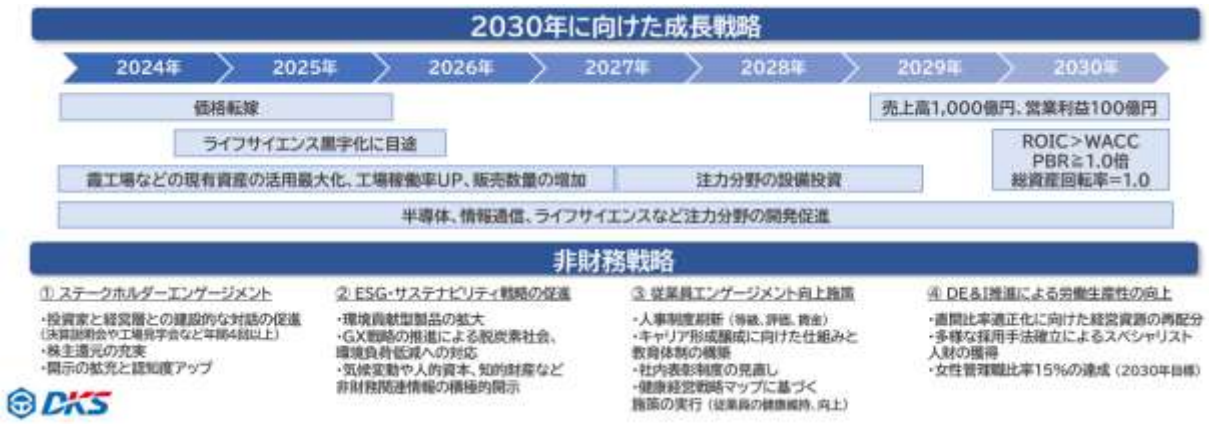 2030年に向けた成長戦略
2024年
2025年
2026年
2027年
2028年
2029年
2030年
価格転嫁
売上高1,000億円、営業利益100億円
ライフサイエンス黒字化に目途
ROIC>WACC
PBR≧1.0倍
総資産回転率=1.0
霞工場などの現有資産の活用最大化、工場稼働率UP、販売数量の増加
注力分野の設備投資
半導体、情報通信、ライフサイエンスなど注力分野の開発促進
非財務戦略
① ステークホルダーエンゲージメント
・投資家と経営層との建設的な対話の促進
(決算説明会や工場見学会など年間4回以上)
・株主還元の充実
・開示の拡充と認知度アップ
② ESG・サステナビリティ戦略の促進
・環境貢献型製品の拡大
・GX戦略の推進による脱炭素社会、
環境負荷低減への対応
・気候変動や人的資本、知的財産など
非財務関連情報の積極的開示
③ 従業員エンゲージメント向上施策
・人事制度刷新 (等級、評価、賃金)
・キャリア形成醸成に向けた仕組みと
教育体制の構築
・社内表彰制度の見直し
・健康経営戦略マップに基づく
施策の実行 (従業員の健康維持、向上)
④ DE&I推進による労働生産性の向上
・直間比率適正化に向けた経営資源の再配分
・多様な採用手法確立によるスペシャリスト
人財の獲得
・女性管理職比率15%の達成 (2030年目標)
DKS